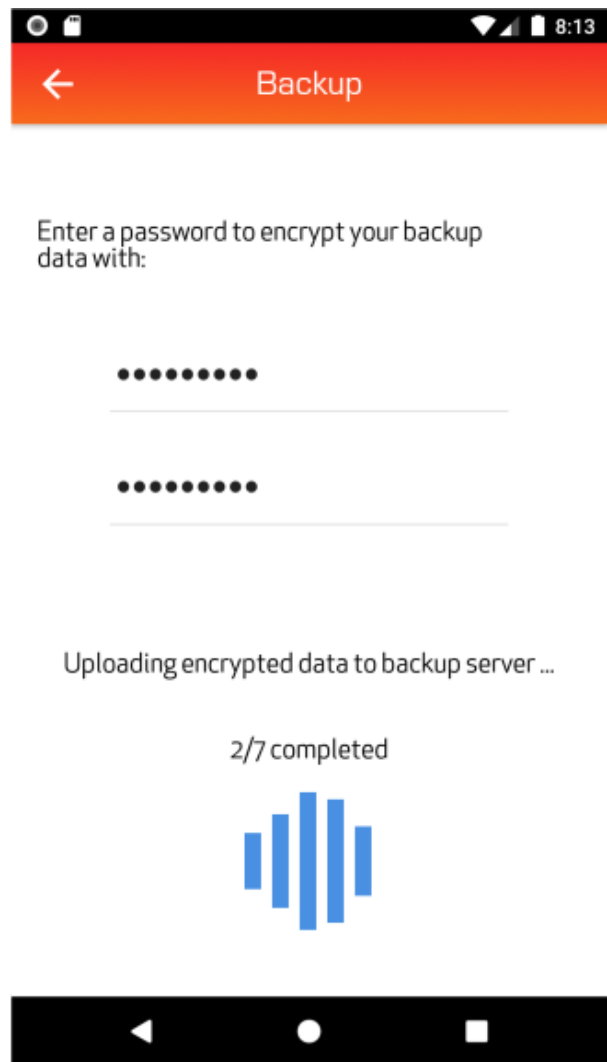 8:13
Backup
Enter a password to encrypt your backup
data with:
•••••••••
•••••••••
Uploading encrypted data to backup server ...
2/7 completed